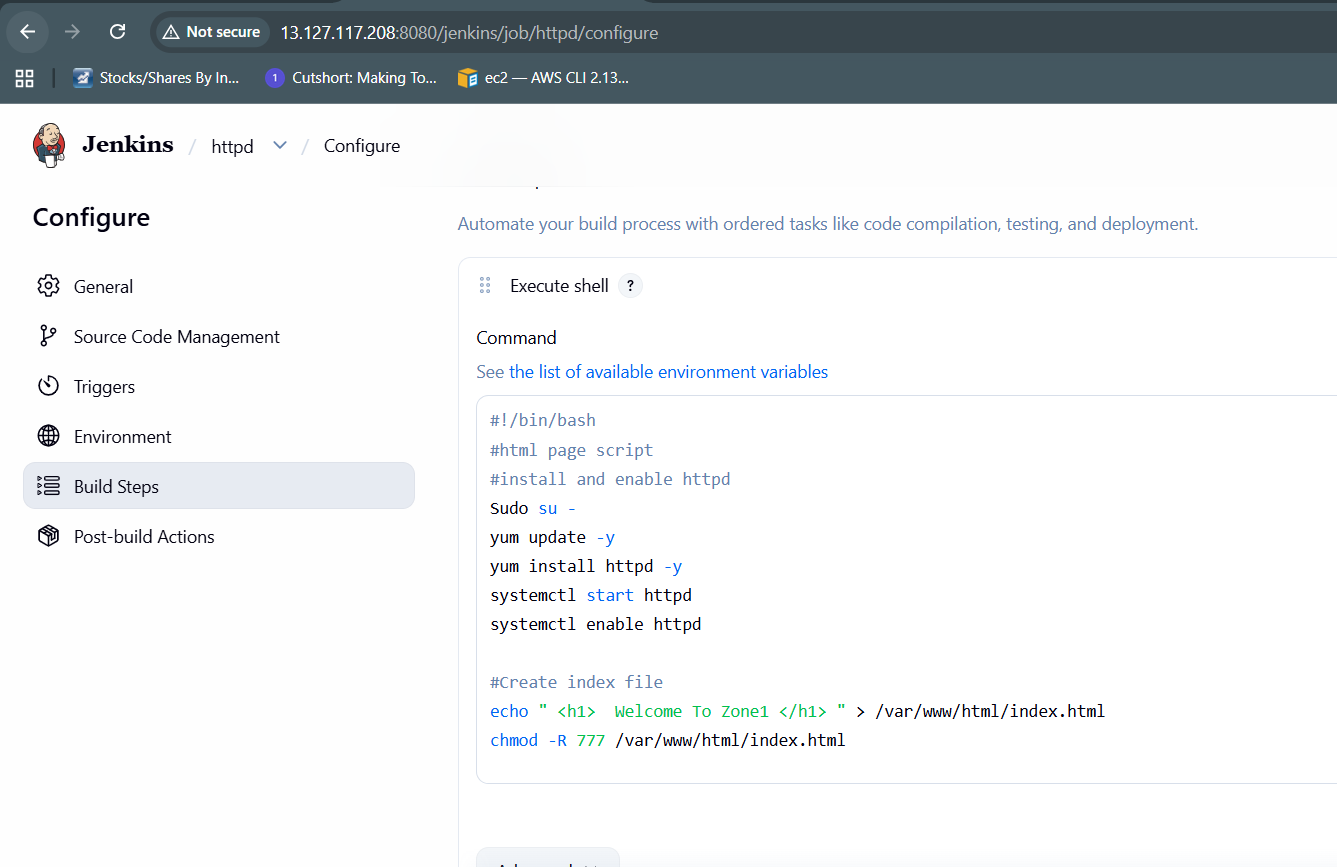 Not secure 13.127.117.208:8080/jenkins/job/httpd/configure
Stocks/Shares By In... 1 Cutshort: Making To... ec2 — AWS CLI 2.13...
Jenkins / httpd / Configure
Configure
Automate your build process with ordered tasks like code compilation, testing, and deployment.
General
Source Code Management
Triggers
Environment
Build Steps
Post-build Actions
Execute shell ?
Command
See the list of available environment variables
#!/bin/bash
#html page script
#install and enable httpd
Sudo su -
yum update -y
yum install httpd -y
systemctl start httpd
systemctl enable httpd
#Create index file
echo " <h1>  Welcome To Zone1 </h1> " > /var/www/html/index.html
chmod -R 777 /var/www/html/index.html